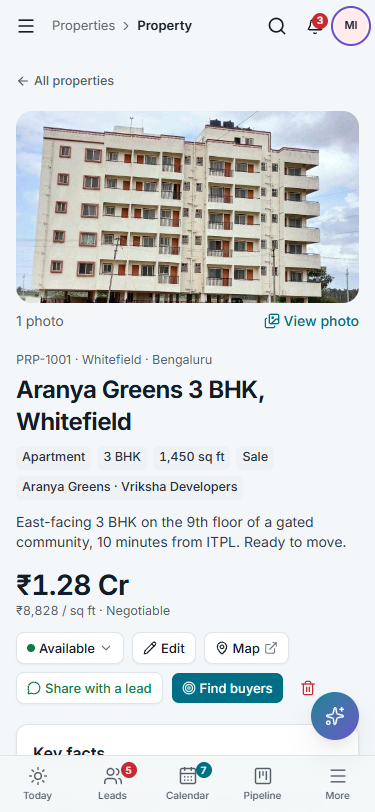 Properties > Property
3
MI
← All properties
1 photo
View photo
PRP-1001 · Whitefield · Bengaluru
Aranya Greens 3 BHK,
Whitefield
Apartment 3 BHK 1,450 sq ft Sale
Aranya Greens · Vriksha Developers
East-facing 3 BHK on the 9th floor of a gated
community, 10 minutes from ITPL. Ready to move.
₹1.28 Cr
₹8,828 / sq ft · Negotiable
Available Edit Map
Share with a lead Find buyers
Key facts
5 7
Today Leads Calendar Pipeline More